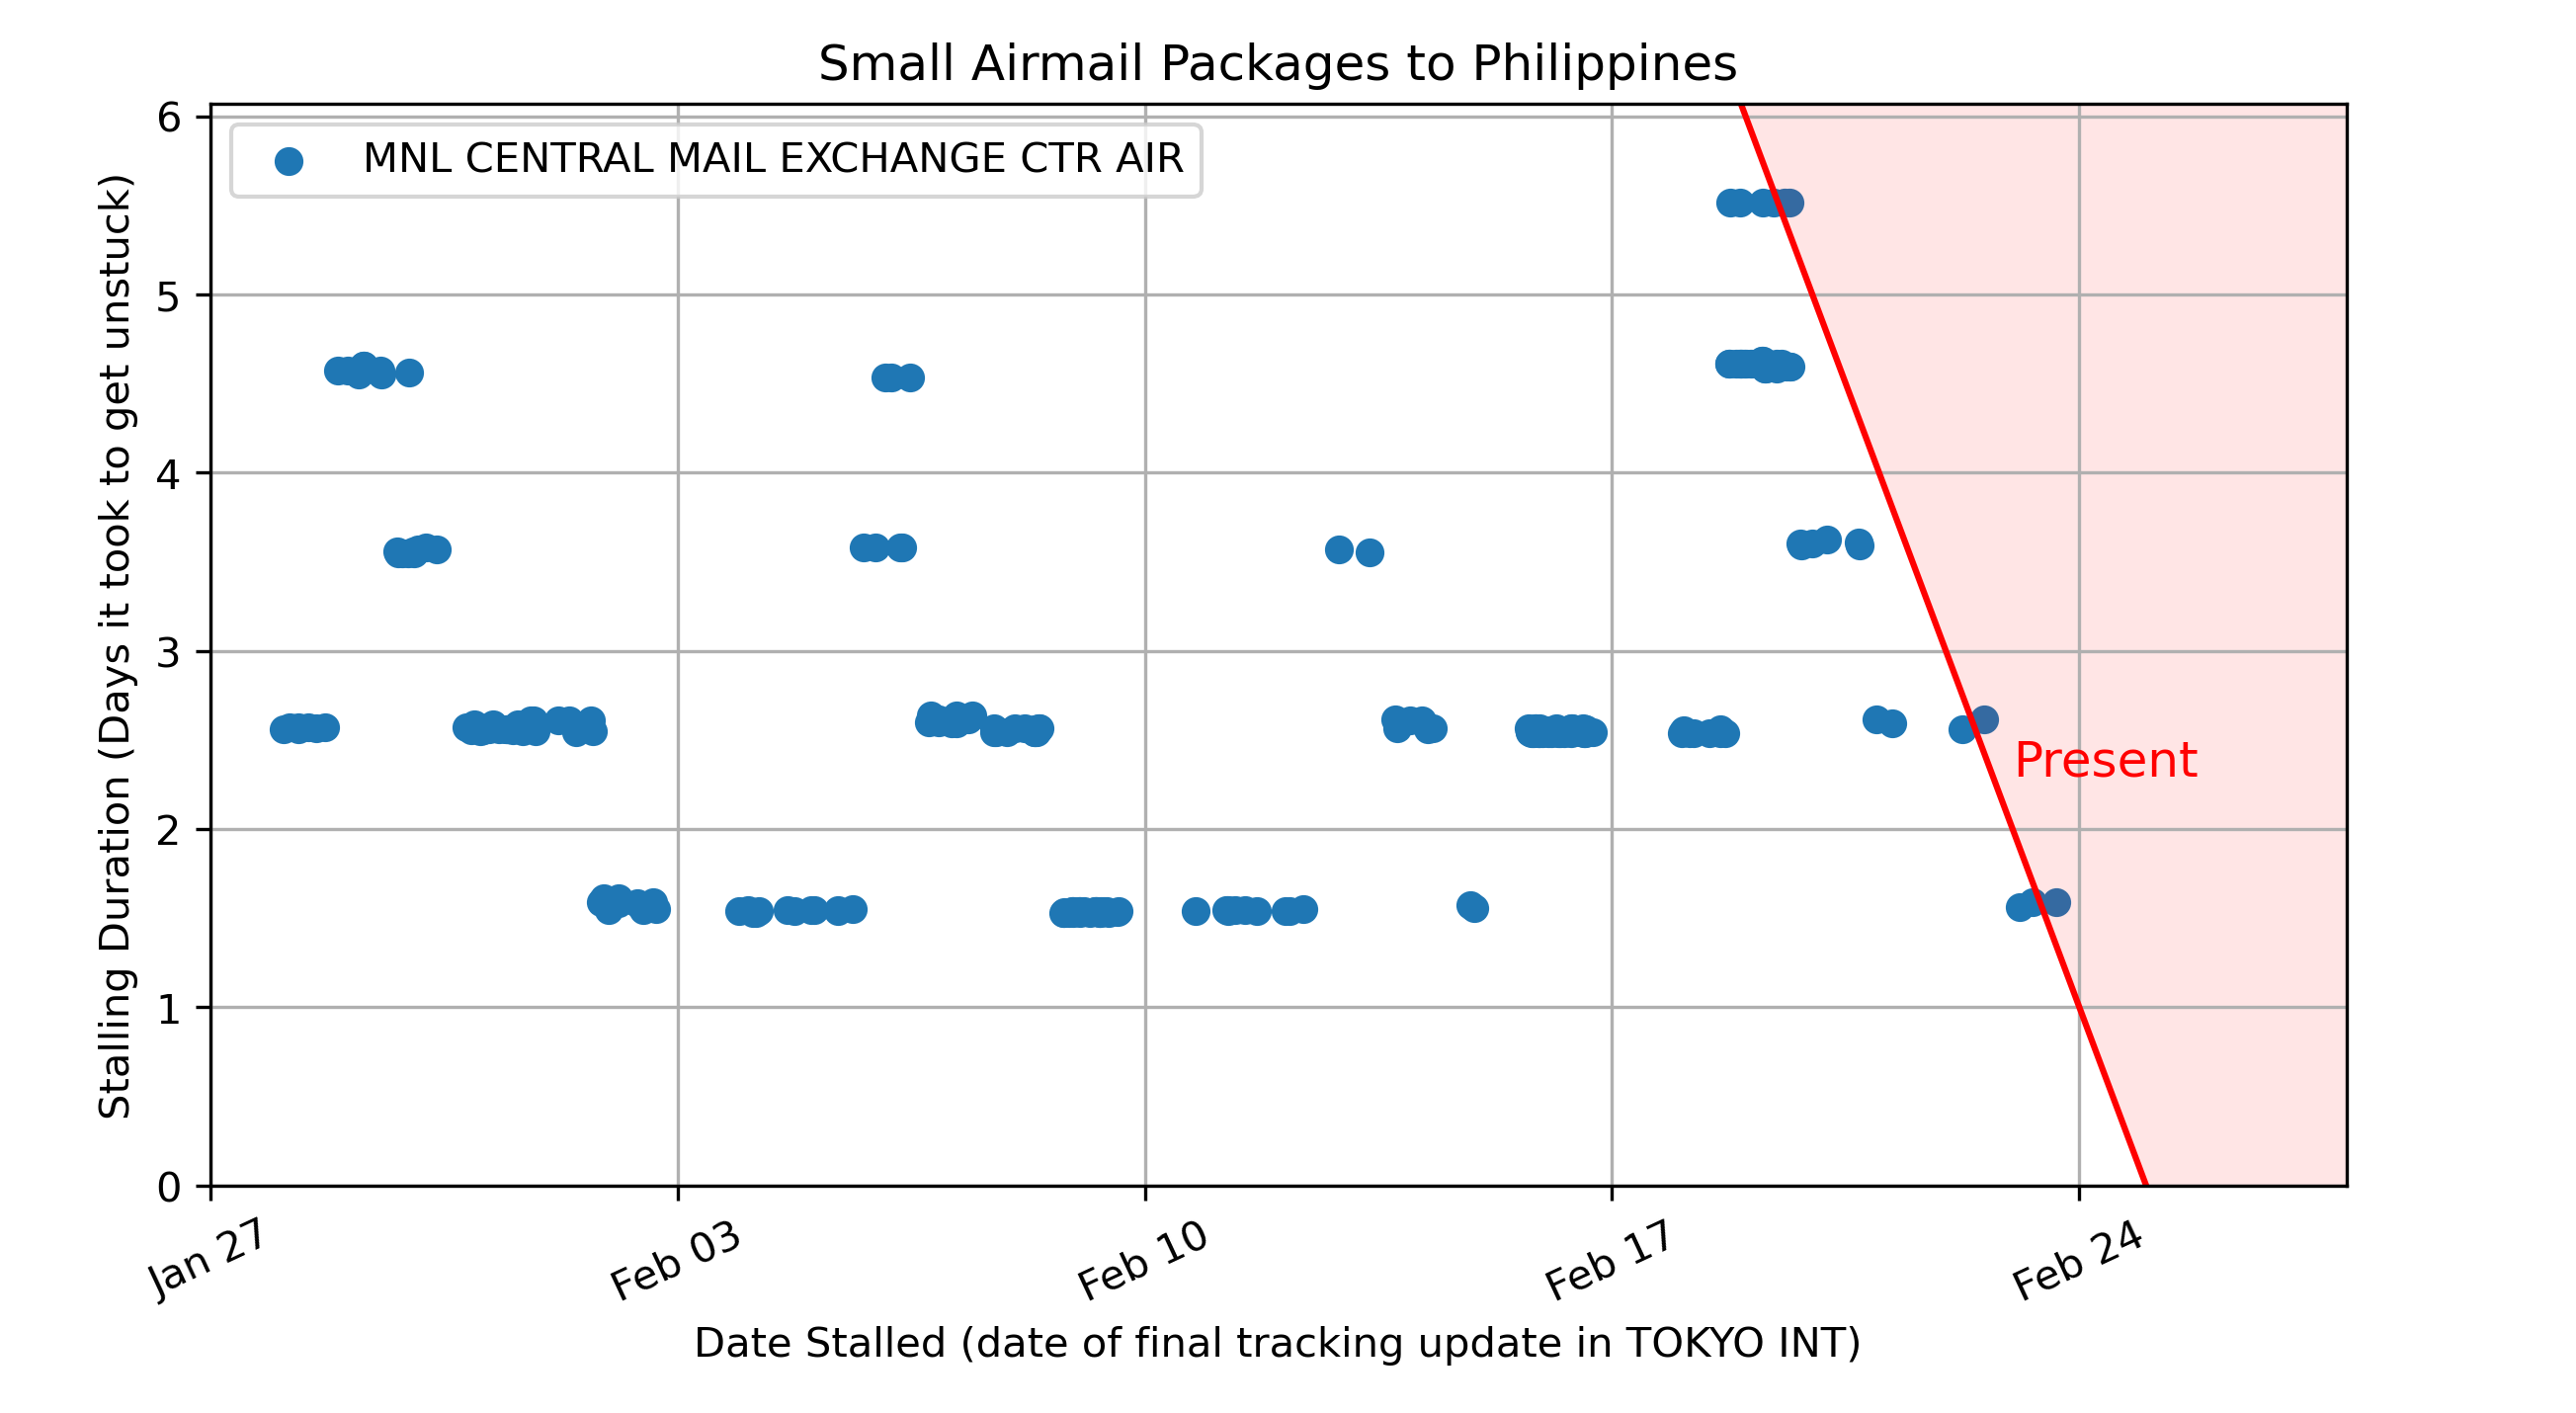 Small Airmail Packages to Philippines
MNL CENTRAL MAIL EXCHANGE CTR AIR
Stalling Duration (Days it took to get unstuck)
6
5
4
3
2
1
0
Present
Jan 27
Feb 03
Feb 10
Feb 17
Feb 24
Date Stalled (date of final tracking update in TOKYO INT)